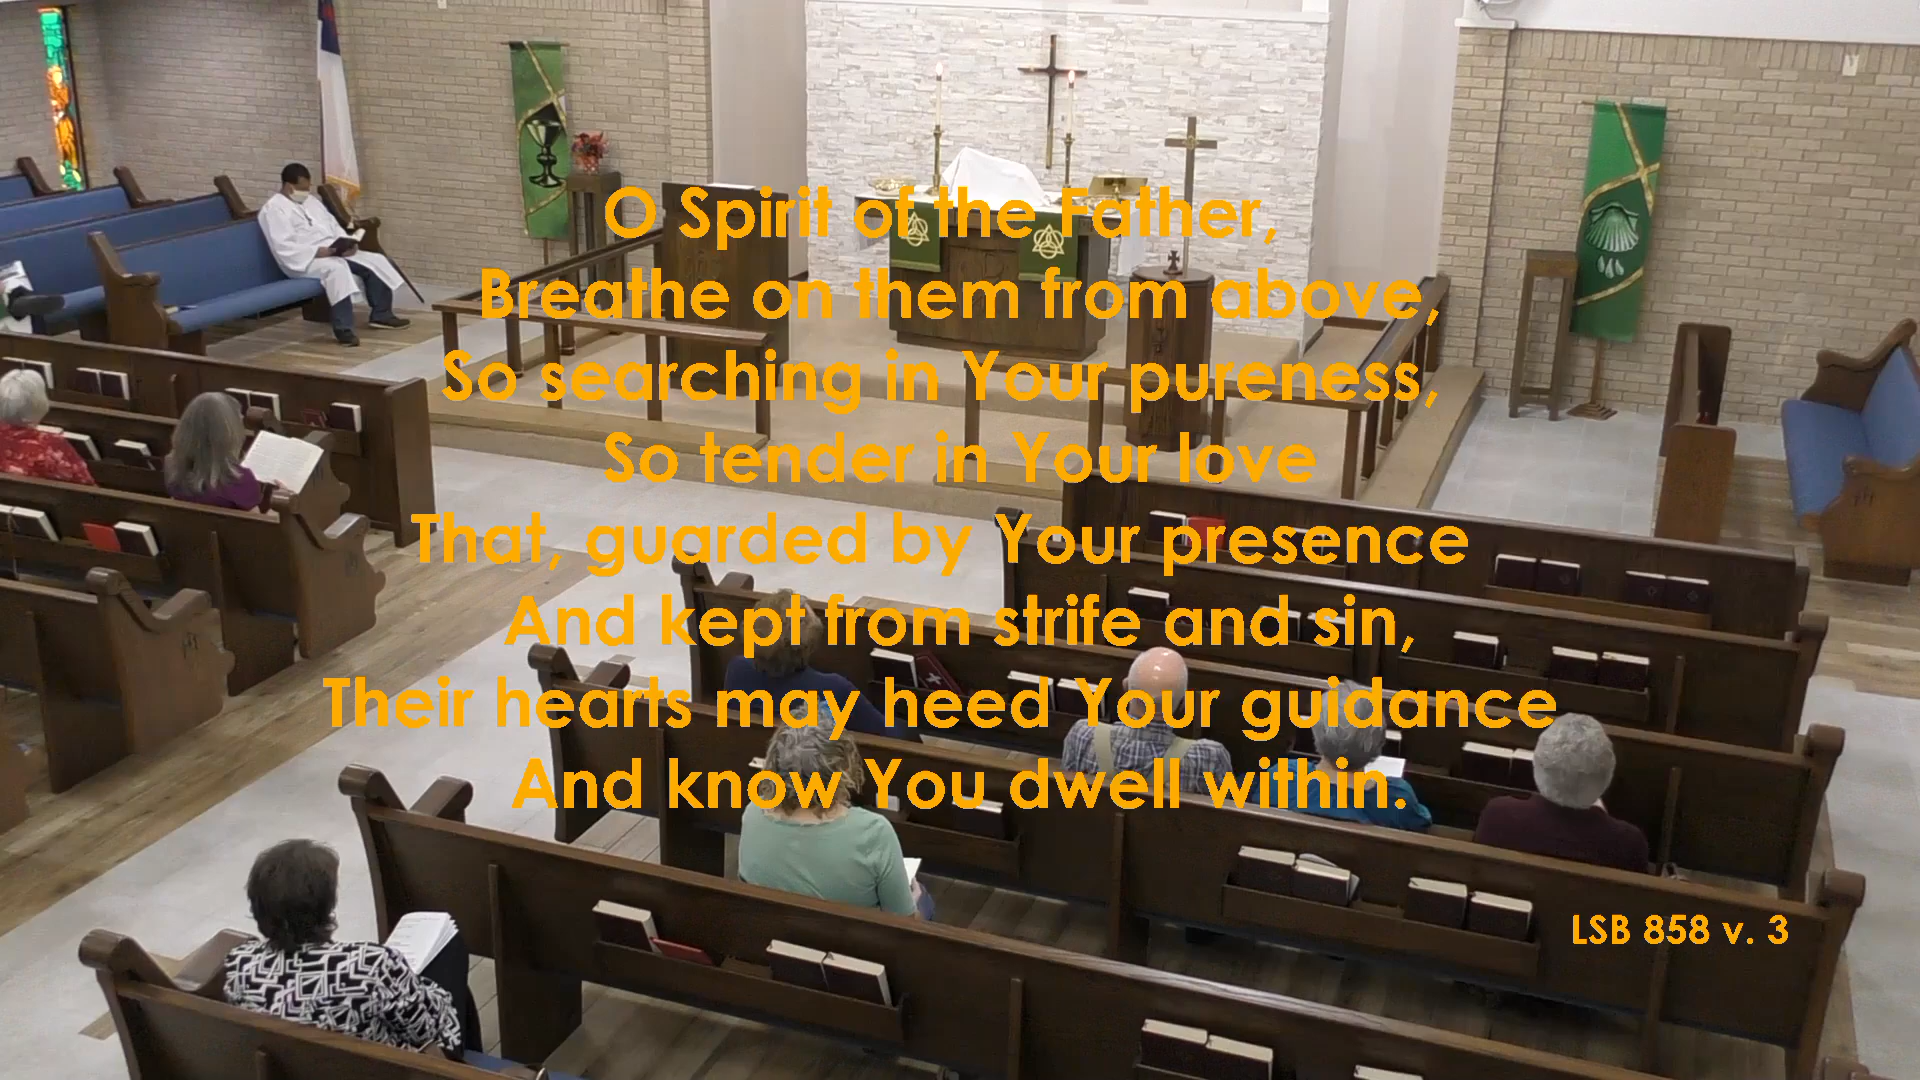 O Spirit of the Father,
Breathe on them from above,
So searching in Your pureness,
So tender in Your love
That, guarded by Your presence
And kept from strife and sin,
Their hearts may heed Your guidance
And know You dwell within.
LSB 858 v. 3